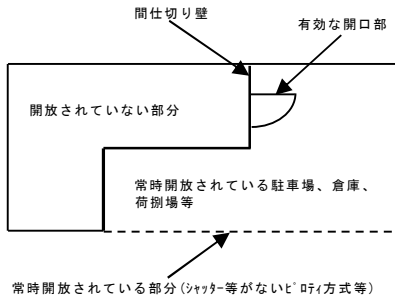 間仕切り壁
有効な開口部
開放されていない部分
常時開放されている駐車場、倉庫、
荷捌場等
常時開放されている部分(ｼｬｯﾀｰ等がないﾋﾟﾛﾃｨ方式等)